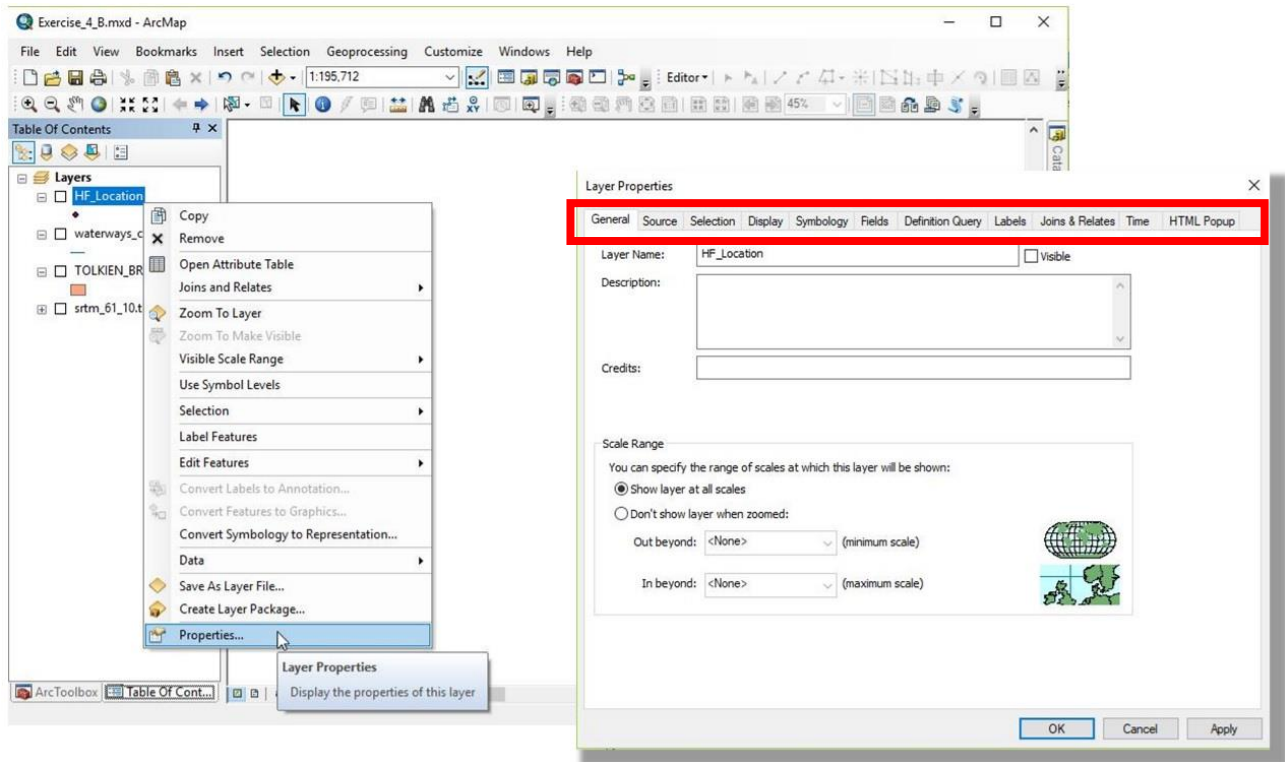 Exercise_4_B.mxd - ArcMap
File Edit View Bookmarks Insert Selection Geoprocessing Customize Windows Help
1:195,712
Editor
45%
Table Of Contents
Layers
HF_Location
waterways_c
TOLKIEN_BR
srtm_61_10.t
Copy
Remove
Open Attribute Table
Joins and Relates
Zoom To Layer
Zoom To Make Visible
Visible Scale Range
Use Symbol Levels
Selection
Label Features
Edit Features
Convert Labels to Annotation...
Convert Features to Graphics...
Convert Symbology to Representation...
Data
Save As Layer File...
Create Layer Package...
Properties...
Layer Properties
Display the properties of this layer
ArcToolbox Table Of Cont...
Cata
Layer Properties
General Source Selection Display Symbology Fields Definition Query Labels Joins & Relates Time HTML Popup
Layer Name: HF_Location Visible
Description:
Credits:
Scale Range
You can specify the range of scales at which this layer will be shown:
Show layer at all scales
Don't show layer when zoomed:
Out beyond: <None> (minimum scale)
In beyond: <None> (maximum scale)
OK Cancel Apply